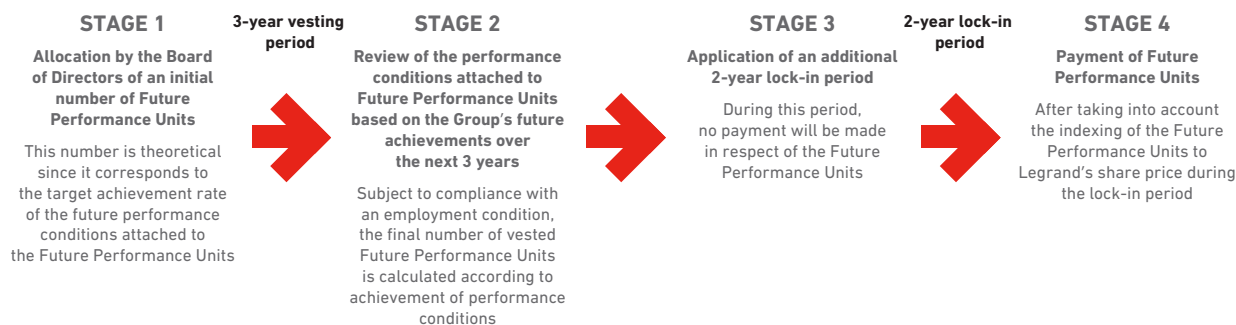 STAGE 1
Allocation by the Board
of Directors of an initial
number of Future
Performance Units
This number is theoretical
since it corresponds to
the target achievement rate
of the future performance
conditions attached to
the Future Performance Units
3-year vesting
period
STAGE 2
Review of the performance
conditions attached to
Future Performance Units
based on the Group's future
achievements over
the next 3 years
Subject to compliance with
an employment condition,
the final number of vested
Future Performance Units
is calculated according to
achievement of performance
conditions
STAGE 3
Application of an additional
2-year lock-in period
During this period,
no payment will be made
in respect of the Future
Performance Units
2-year lock-in
period
STAGE 4
Payment of Future
Performance Units
After taking into account
the indexing of the Future
Performance Units to
Legrand's share price during
the lock-in period